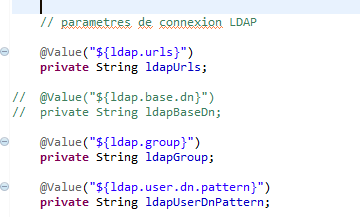 // parametres de connexion LDAP
@Value("${ldap.urls}")
private String ldapUrls;
//  @Value("${ldap.base.dn}")
//  private String ldapBaseDn;
@Value("${ldap.group}")
private String ldapGroup;
@Value("${ldap.user.dn.pattern}")
private String ldapUserDnPattern;